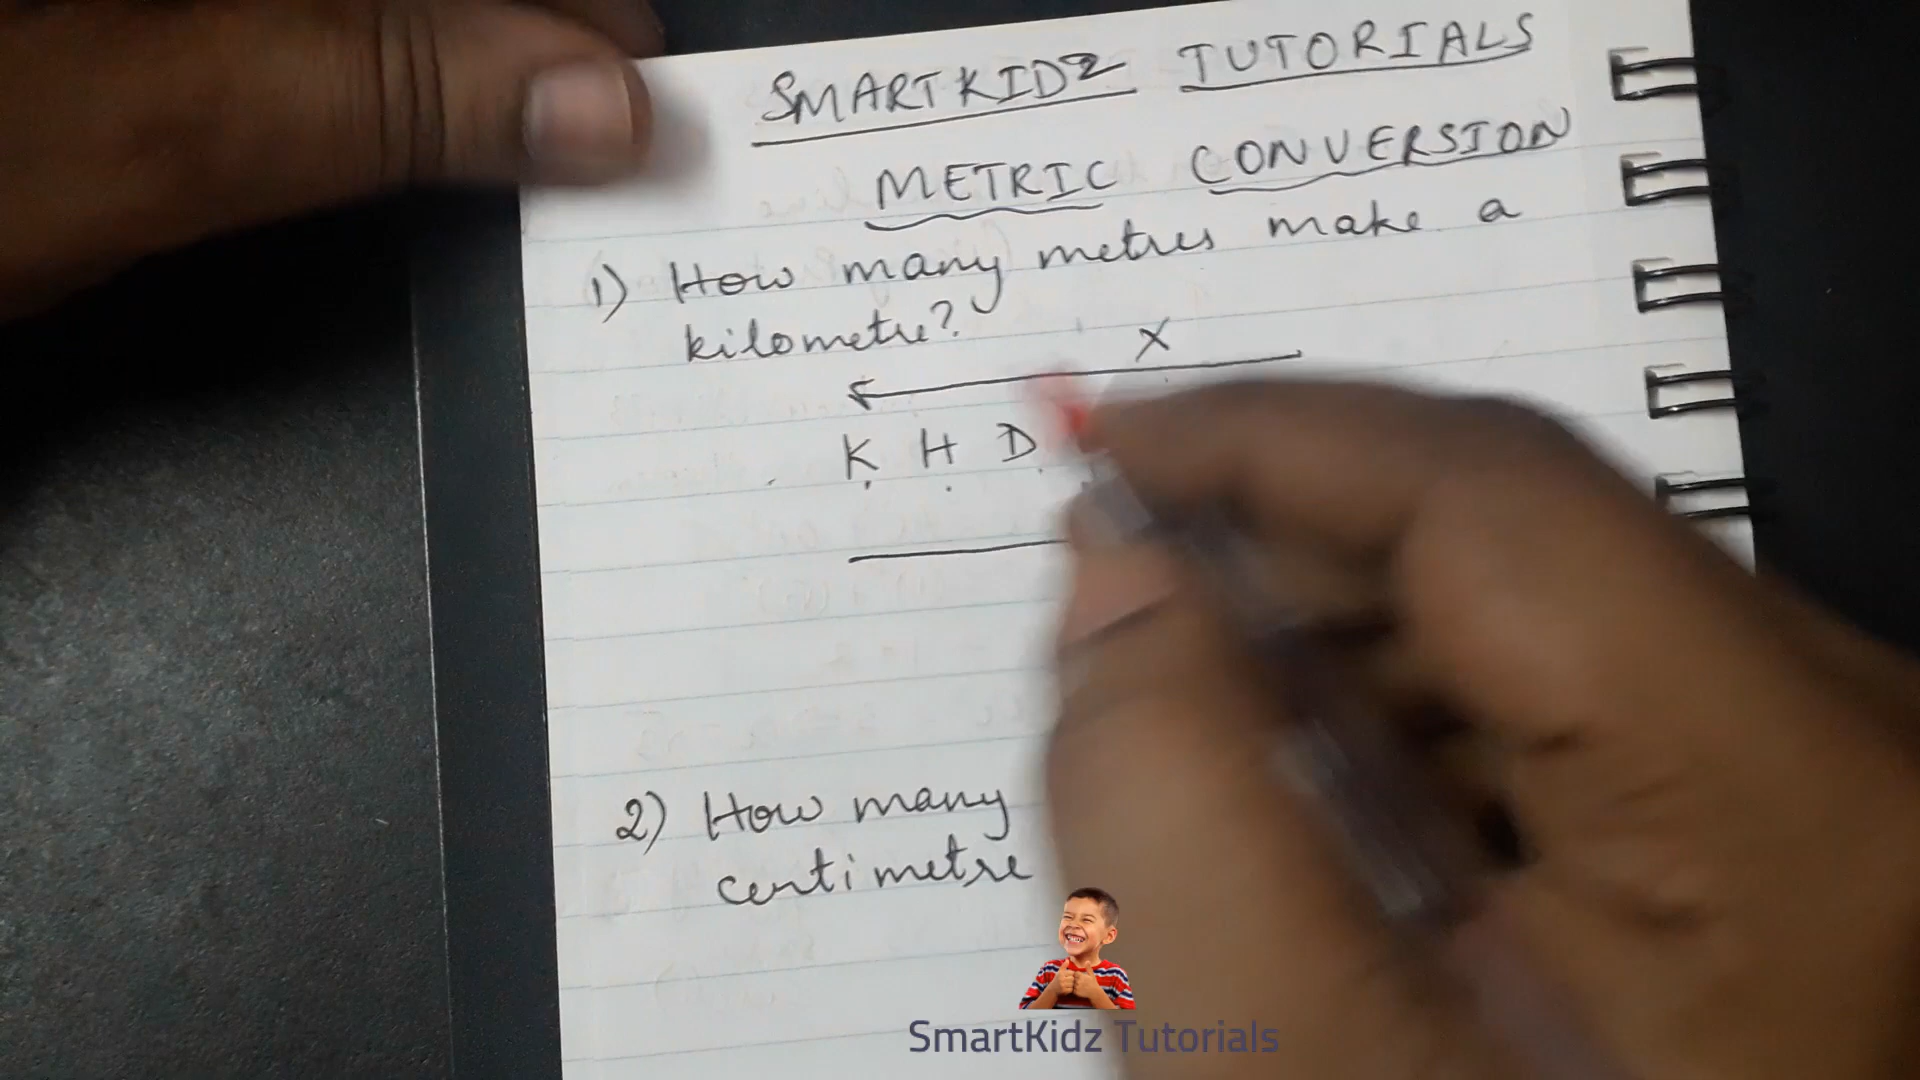 SMARTKIDZ TUTORIALS
METRIC CONVERSION
1) How many metres make a
kilometre?
X
K H D
2) How many
centimetre
SmartKidz Tutorials